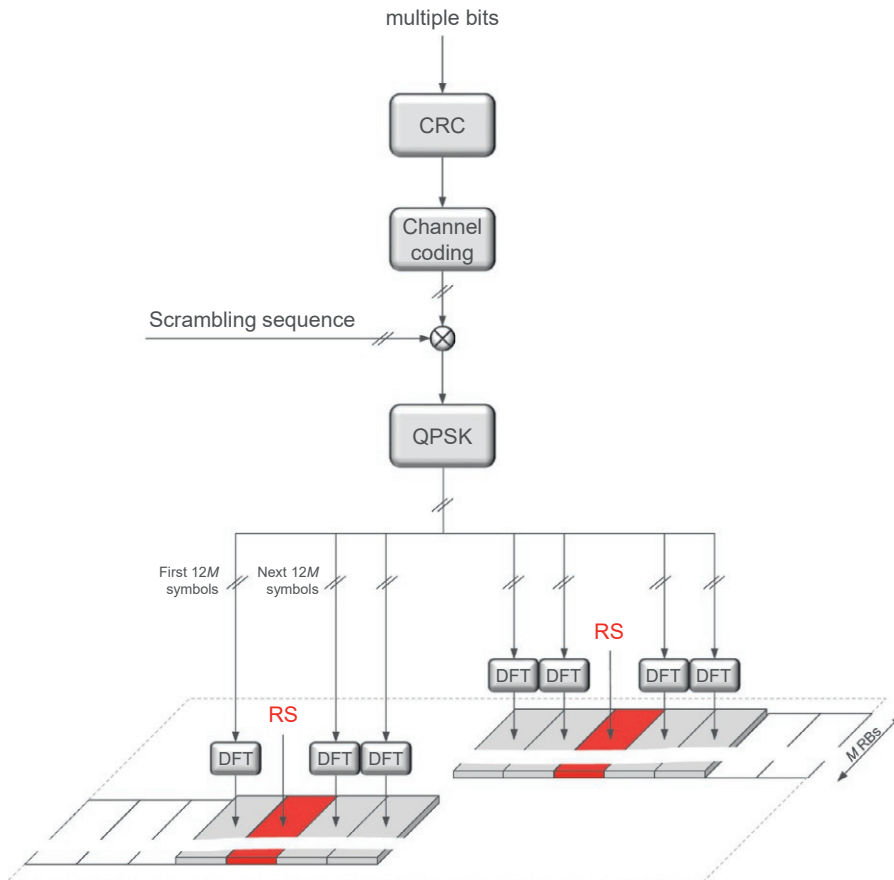 multiple bits
CRC
Channel
coding
Scrambling sequence
QPSK
First 12M
symbols
Next 12M
symbols
RS
DFT
DFT
DFT
DFT
RS
DFT
DFT
DFT
M RBs